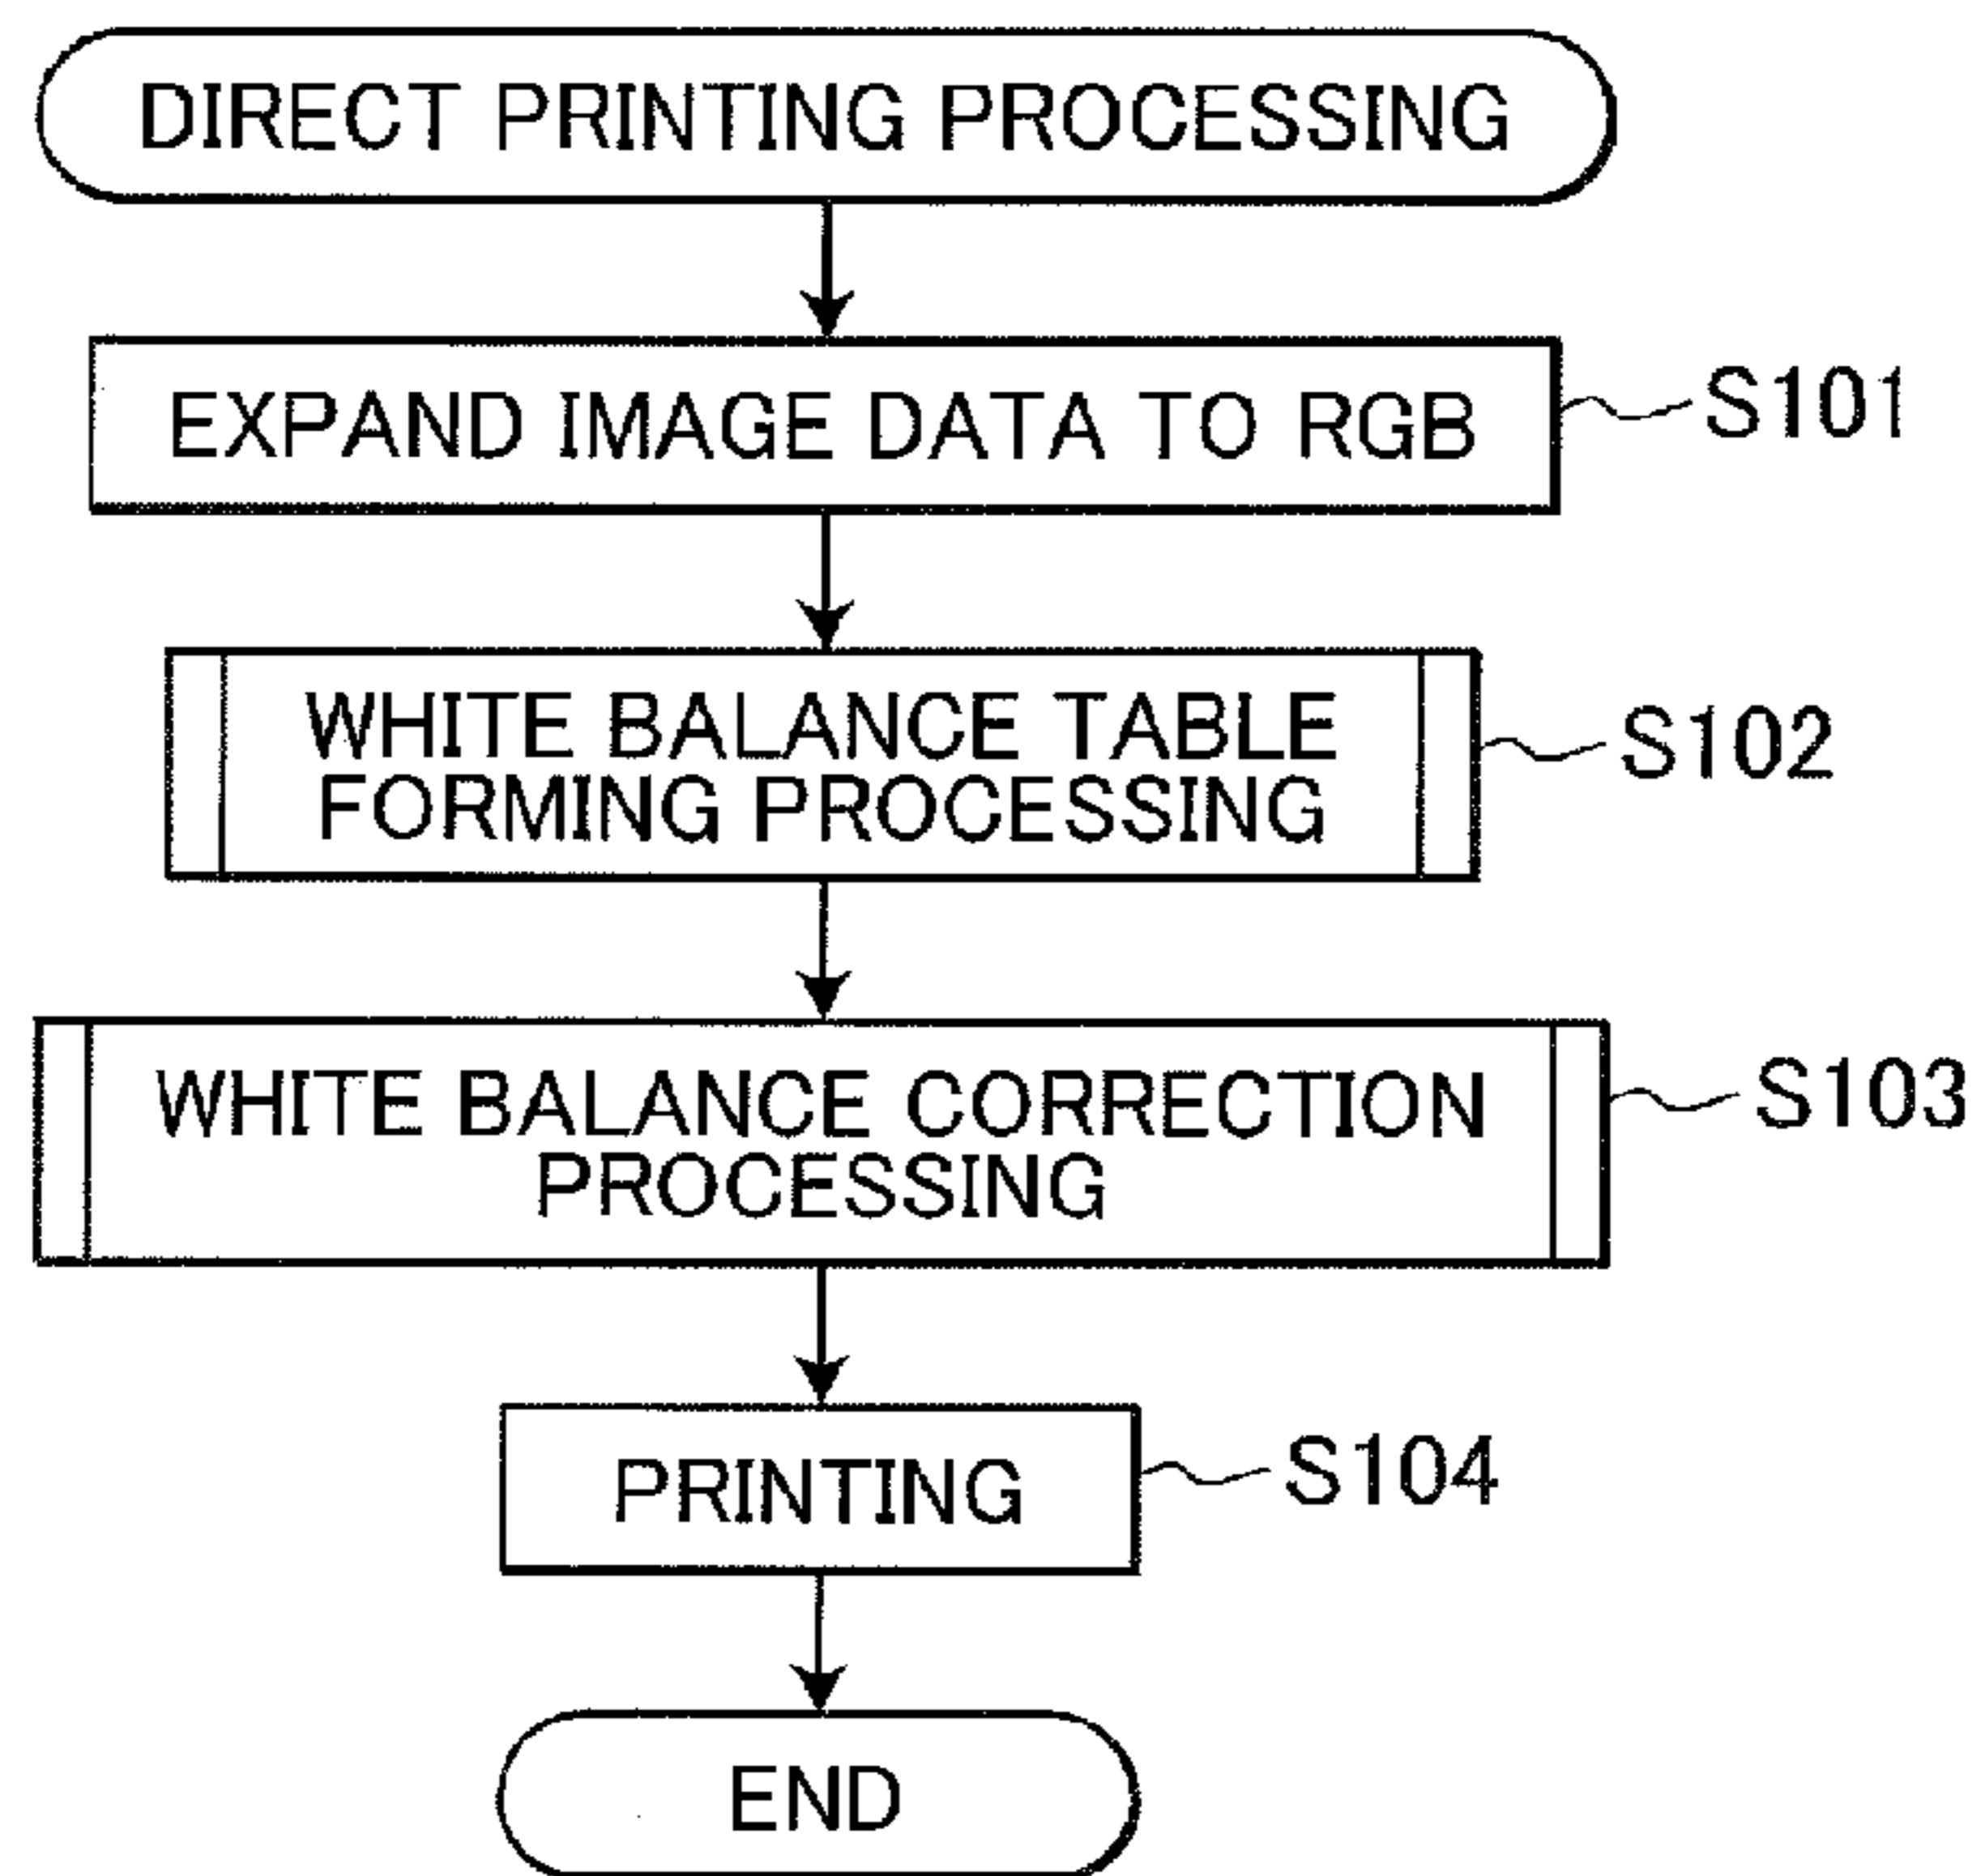 DIRECT PRINTING PROCESSING
EXPAND IMAGE DATA TO RGB
S101
WHITE BALANCE TABLE
FORMING PROCESSING
S102
WHITE BALANCE CORRECTION
PROCESSING
S103
PRINTING
S104
END